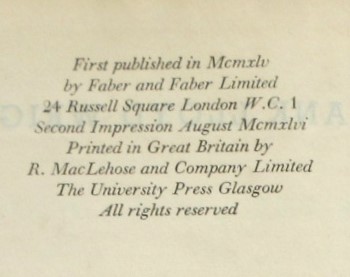 First published in Mcmxlv
by Faber and Faber Limited
24 Russell Square London W.C. 1
Second Impression August Mcmxlvi
Printed in Great Britain by
R. MacLehose and Company Limited
The University Press Glasgow
All rights reserved